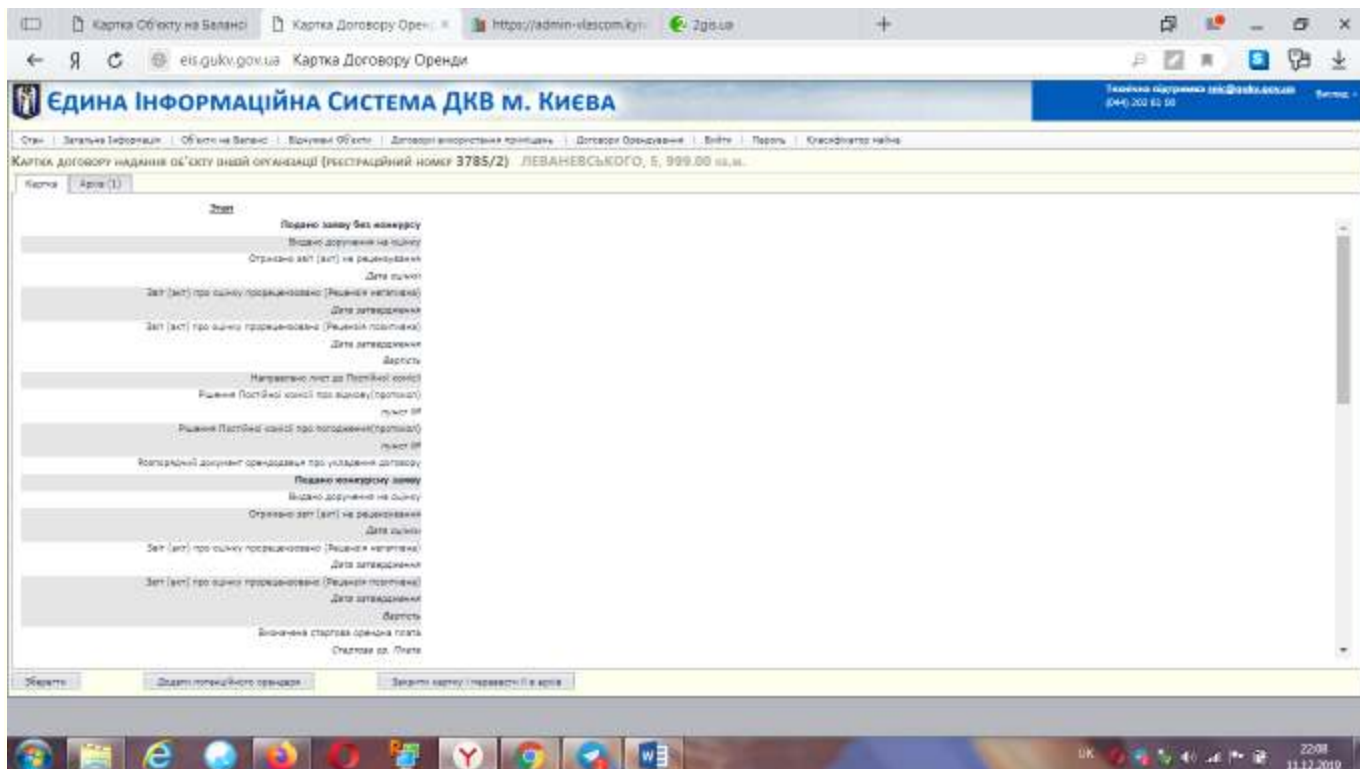 Картка Об'єкту на Балансі
Картка Договору Орен
https://admin-vlascom.kyi
2gis.ua
eis.gukv.gov.ua Картка Договору Оренди
ЄДИНА ІНФОРМАЦІЙНА СИСТЕМА ДКВ М. КИЄВА
Технічна підтримка
(044) 202 61
Стан | Загальна Інформація | Об'єкти на Балансі | Відчужені Об'єкти | Договори використання приміщень | Договори Орендування | Звіти | Пароль | Класифікатор майна
КАРТКА ДОГОВОРУ НАДАННЯ ОБ'ЄКТУ ІНШІЙ ОРГАНІЗАЦІЇ (РЕЄСТРАЦІЙНИЙ НОМЕР 3785/2) ЛЕВАНЕВСЬКОГО, 5, 999.00 кв.м.
Картка Архів (1)
Етап
Подано заяву без конкурсу
Видано доручення на оцінку
Отримано звіт (акт) на рецензування
Дата оцінки
Звіт (акт) про оцінку прорецензовано (Рецензія негативна)
Дата затвердження
Звіт (акт) про оцінку прорецензовано (Рецензія позитивна)
Дата затвердження
Вартість
Направлено лист до Постійної комісії
Рішення Постійної комісії про відмову(протокол)
пункт №
Рішення Постійної комісії про погодження(протокол)
пункт №
Розпорядчий документ орендодавця про укладення договору
Подано конкурсну заяву
Видано доручення на оцінку
Отримано звіт (акт) на рецензування
Дата оцінки
Звіт (акт) про оцінку прорецензовано (Рецензія негативна)
Дата затвердження
Звіт (акт) про оцінку прорецензовано (Рецензія позитивна)
Дата затвердження
Вартість
Визначена стартова орендна плата
Стартова ор. Плата
Зберегти
Додати потенційного орендаря
Закрити картку і перевести її в архів
UK
22:08
11.12.2019